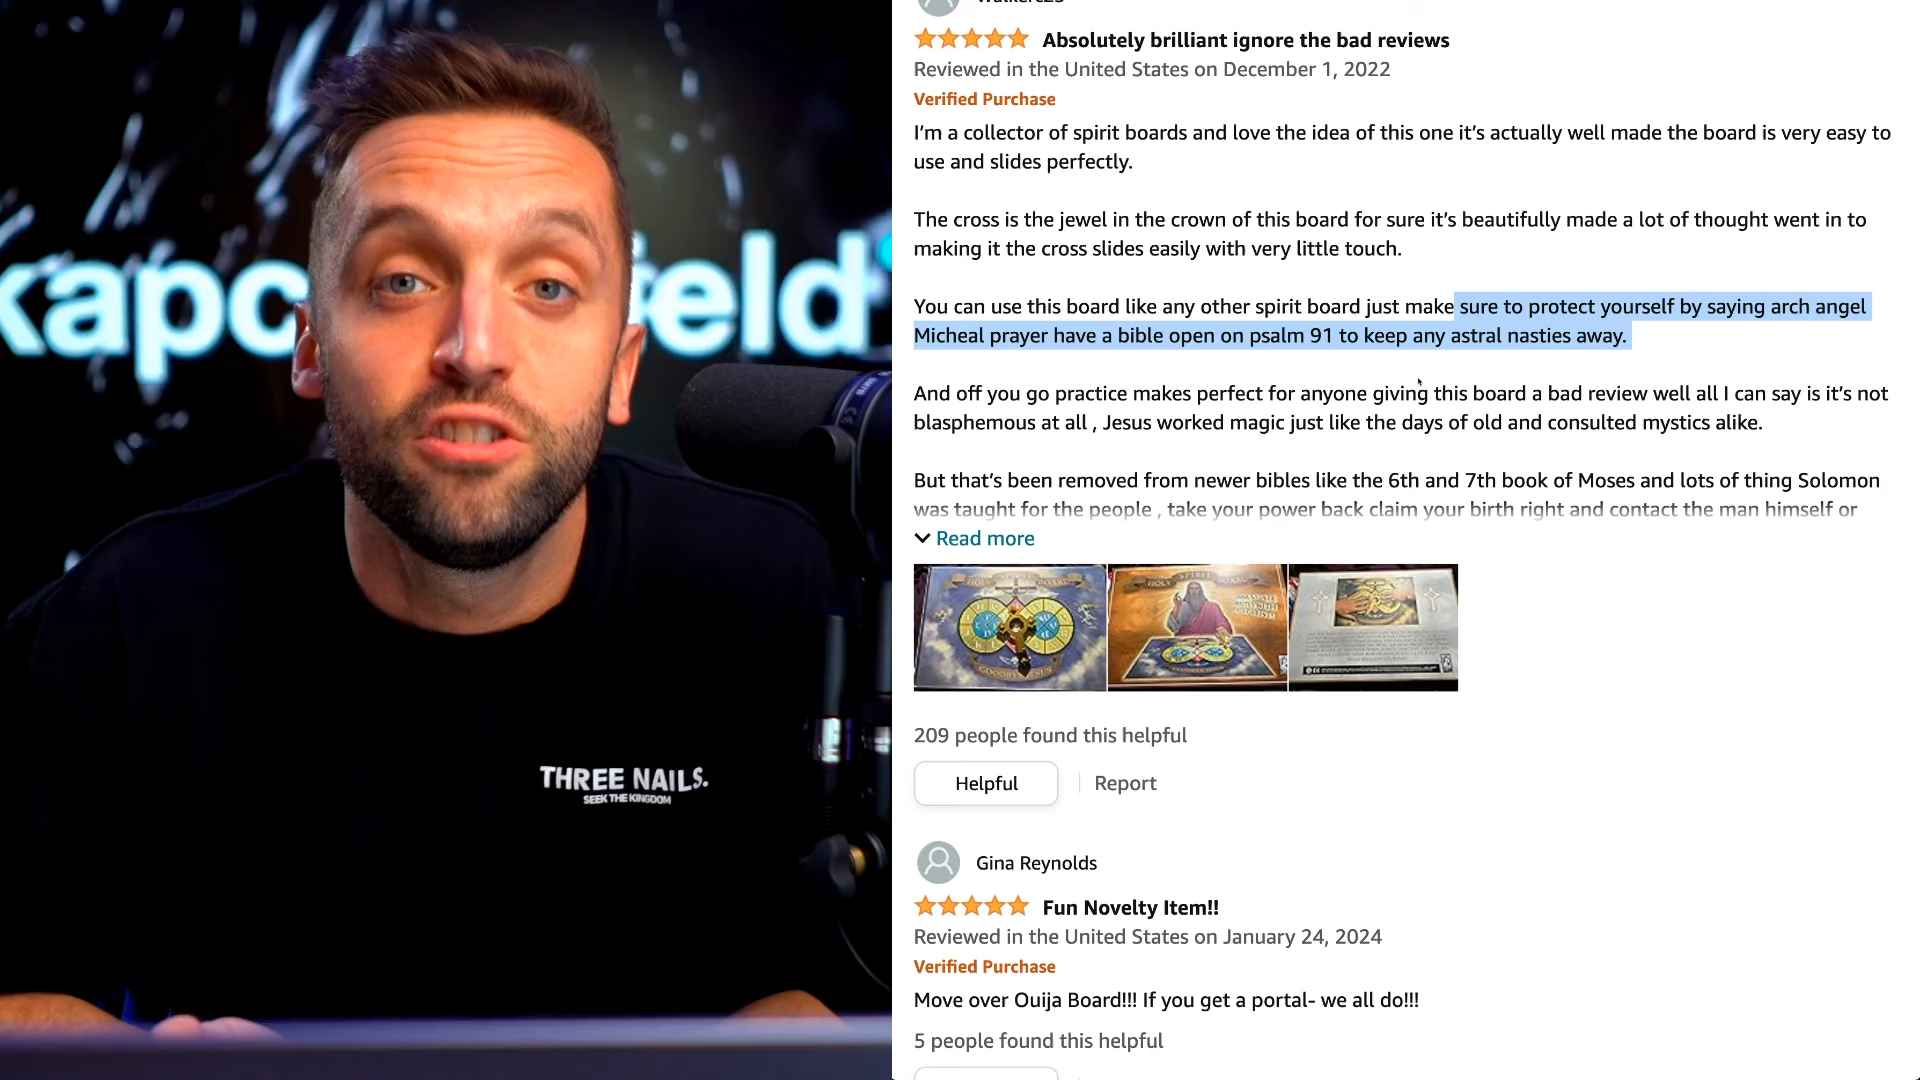 kapc
ield
THREE NAILS.
SEEK THE KINGDOM
Absolutely brilliant ignore the bad reviews
Reviewed in the United States on December 1, 2022
Verified Purchase
I’m a collector of spirit boards and love the idea of this one it’s actually well made the board is very easy to
use and slides perfectly.
The cross is the jewel in the crown of this board for sure it’s beautifully made a lot of thought went in to
making it the cross slides easily with very little touch.
You can use this board like any other spirit board just make sure to protect yourself by saying arch angel
Micheal prayer have a bible open on psalm 91 to keep any astral nasties away.
And off you go practice makes perfect for anyone giving this board a bad review well all I can say is it’s not
blasphemous at all , Jesus worked magic just like the days of old and consulted mystics alike.
But that’s been removed from newer bibles like the 6th and 7th book of Moses and lots of thing Solomon
was taught for the people , take your power back claim your birth right and contact the man himself or
Read more
HOLY SPIRIT BOARD
GOODBYE JESUS
HOLY SPIRIT BOARD
209 people found this helpful
Helpful
Report
Gina Reynolds
Fun Novelty Item!!
Reviewed in the United States on January 24, 2024
Verified Purchase
Move over Ouija Board!!! If you get a portal- we all do!!!
5 people found this helpful